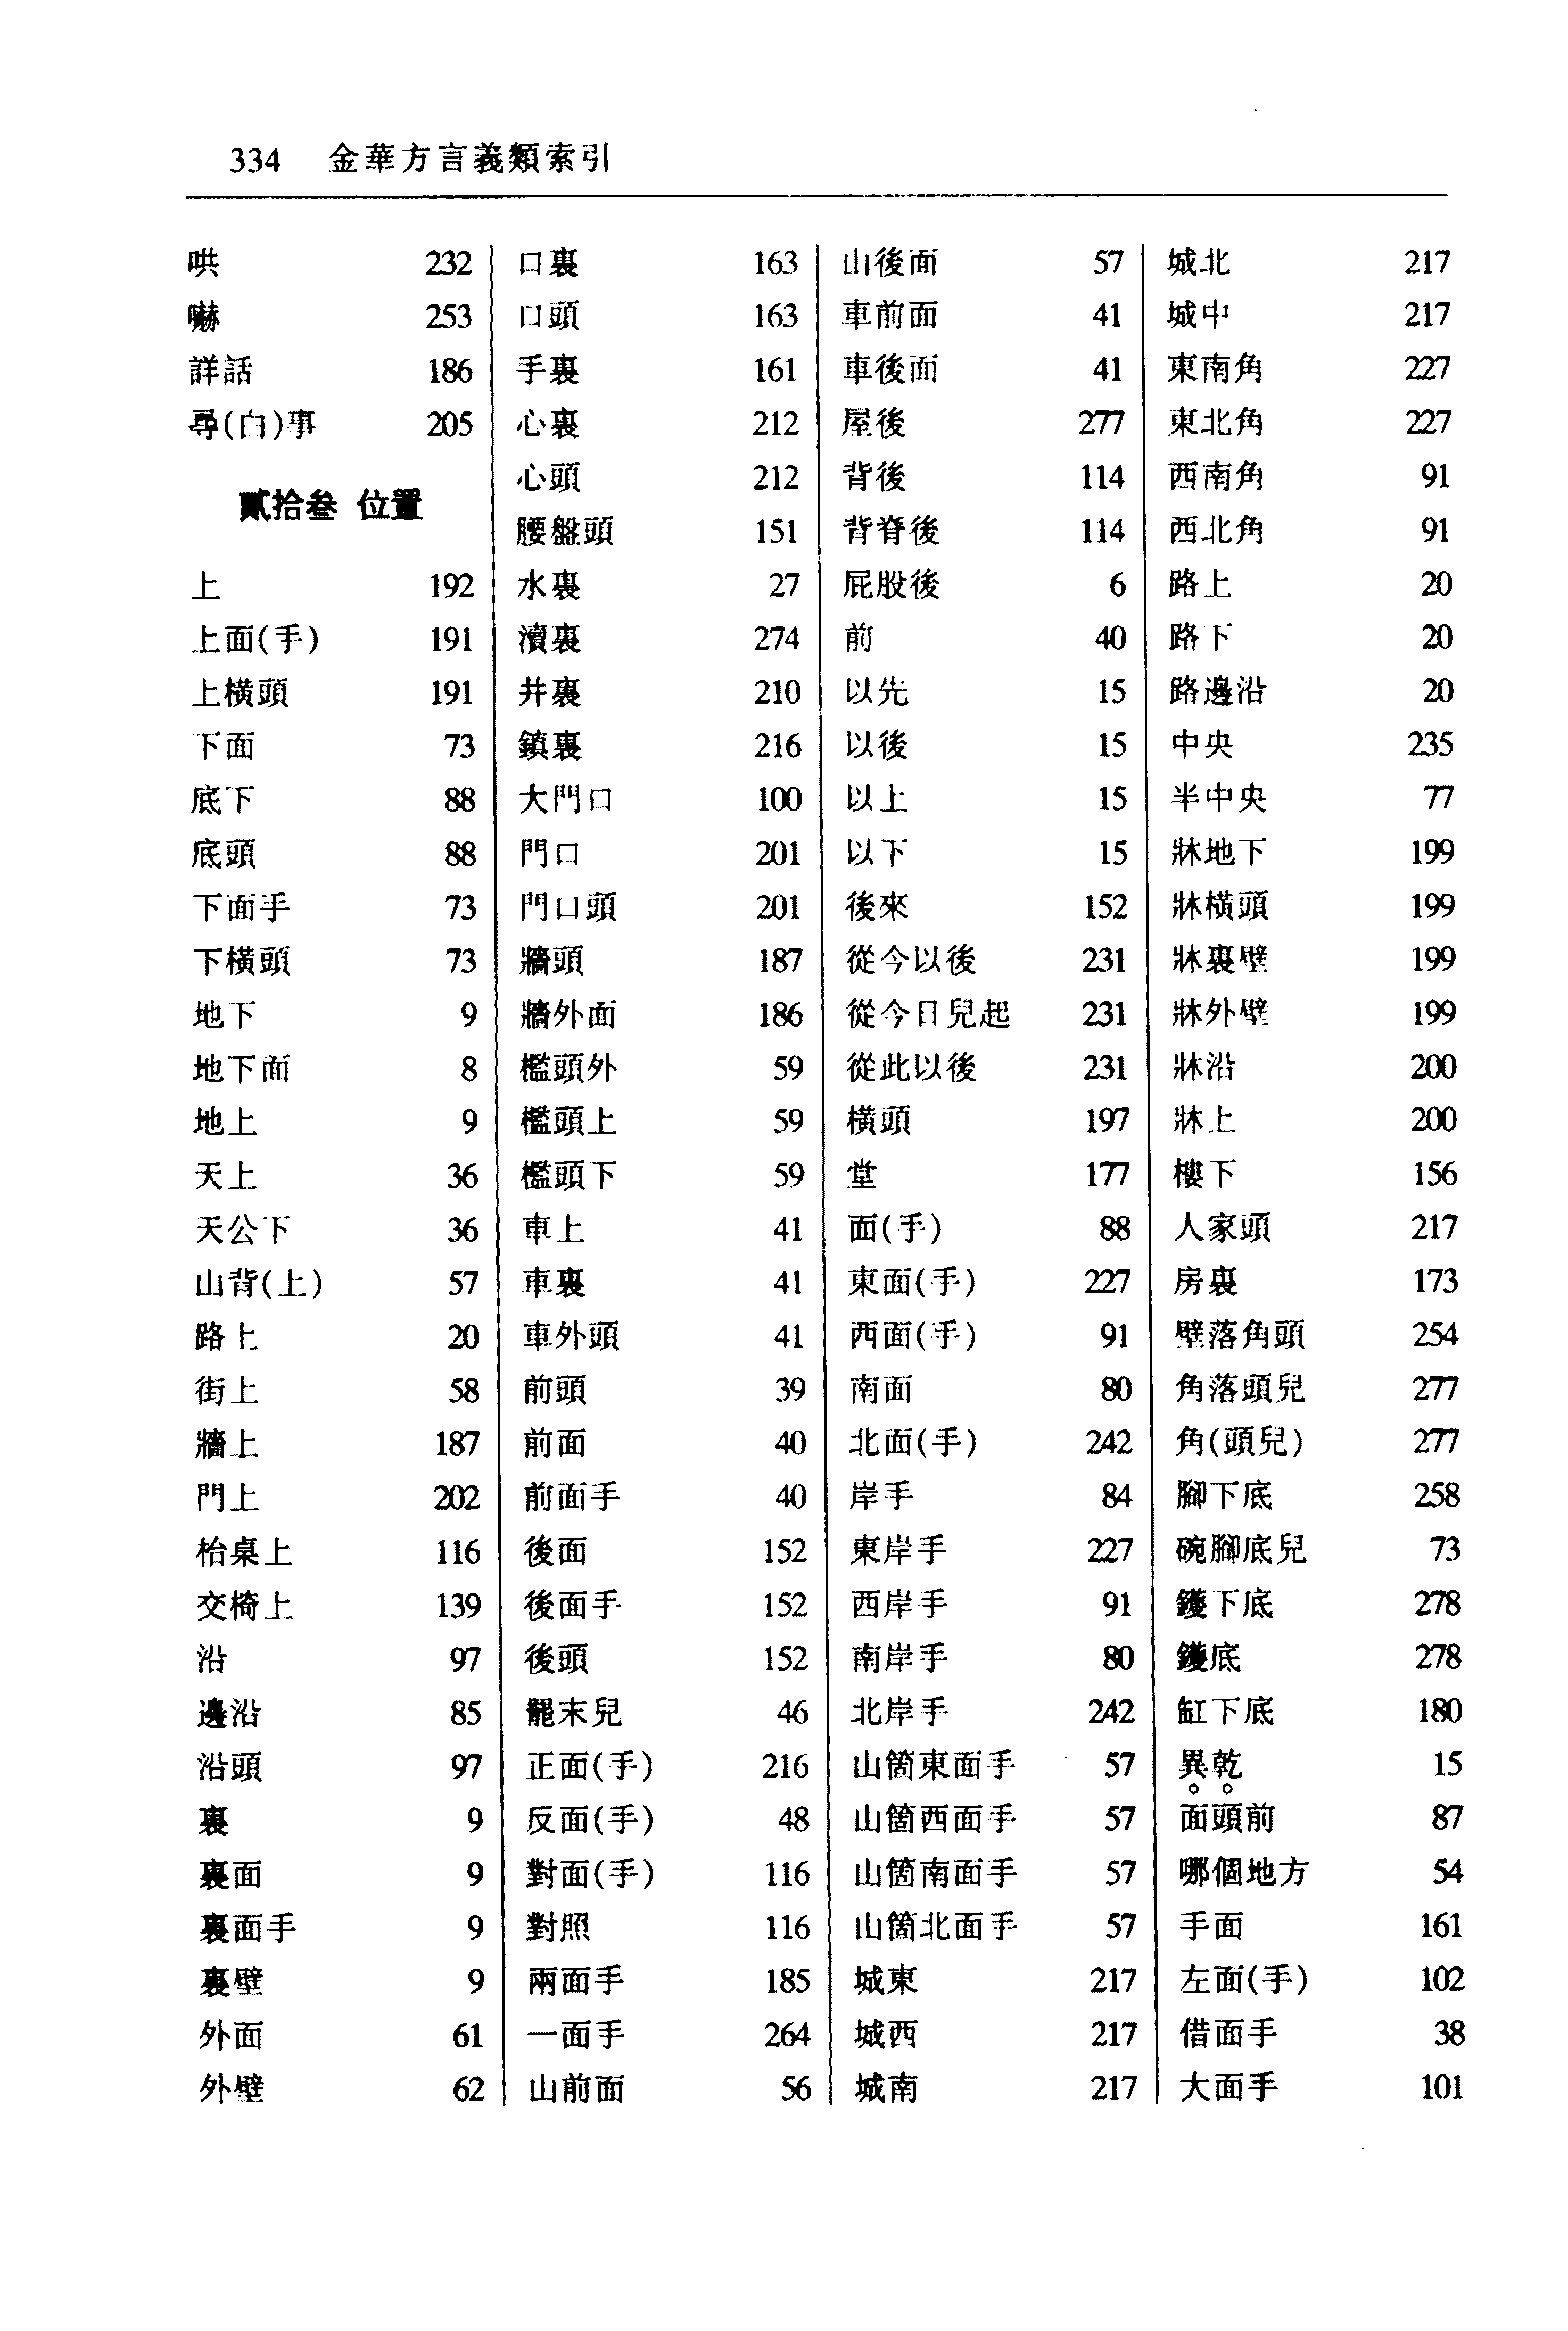 334 金華方言義類索引
哄 232
嚇 253
詳話 186
尋(白)事 205
貳拾叁 位置
上 192
上面(手) 191
上橫頭 191
下面 73
底下 88
底頭 88
下面手 73
下橫頭 73
地下 9
地下面 8
地上 9
天上 36
天公下 36
山背(上) 57
路上 20
街上 58
牆上 187
門上 202
枱桌上 116
交椅上 139
沿 97
邊沿 85
沿頭 97
裏 9
裏面 9
裏面手 9
裏壁 9
外面 61
外壁 62
口裏 163
口頭 163
手裏 161
心裏 212
心頭 212
腰盤頭 151
水裏 27
瀆裏 274
井裏 210
鎮裏 216
大門口 100
門口 201
門口頭 201
牆頭 187
牆外面 186
檻頭外 59
檻頭上 59
檻頭下 59
車上 41
車裏 41
車外頭 41
前頭 39
前面 40
前面手 40
後面 152
後面手 152
後頭 152
罷末兒 46
正面(手) 216
反面(手) 48
對面(手) 116
對照 116
兩面手 185
一面手 264
山前面 56
山後面 57
車前面 41
車後面 41
屋後 277
背後 114
背脊後 114
屁股後 6
前 40
以先 15
以後 15
以上 15
以下 15
後來 152
從今以後 231
從今日兒起 231
從此以後 231
橫頭 197
堂 177
面(手) 88
東面(手) 227
西面(手) 91
南面 80
北面(手) 242
岸手 84
東岸手 227
西岸手 91
南岸手 80
北岸手 242
山箇東面手 57
山箇西面手 57
山箇南面手 57
山箇北面手 57
城東 217
城西 217
城南 217
城北 217
城中 217
東南角 227
東北角 227
西南角 91
西北角 91
路上 20
路下 20
路邊沿 20
中央 235
半中央 77
牀地下 199
牀橫頭 199
牀裏壁 199
牀外壁 199
牀沿 200
牀上 200
樓下 156
人家頭 217
房裏 173
壁落角頭 254
角落頭兒 277
角(頭兒) 277
腳下底 258
碗腳底兒 73
鑊下底 278
鑊底 278
缸下底 180
異乾 15
面頭前 87
哪個地方 54
手面 161
左面(手) 102
借面手 38
大面手 101